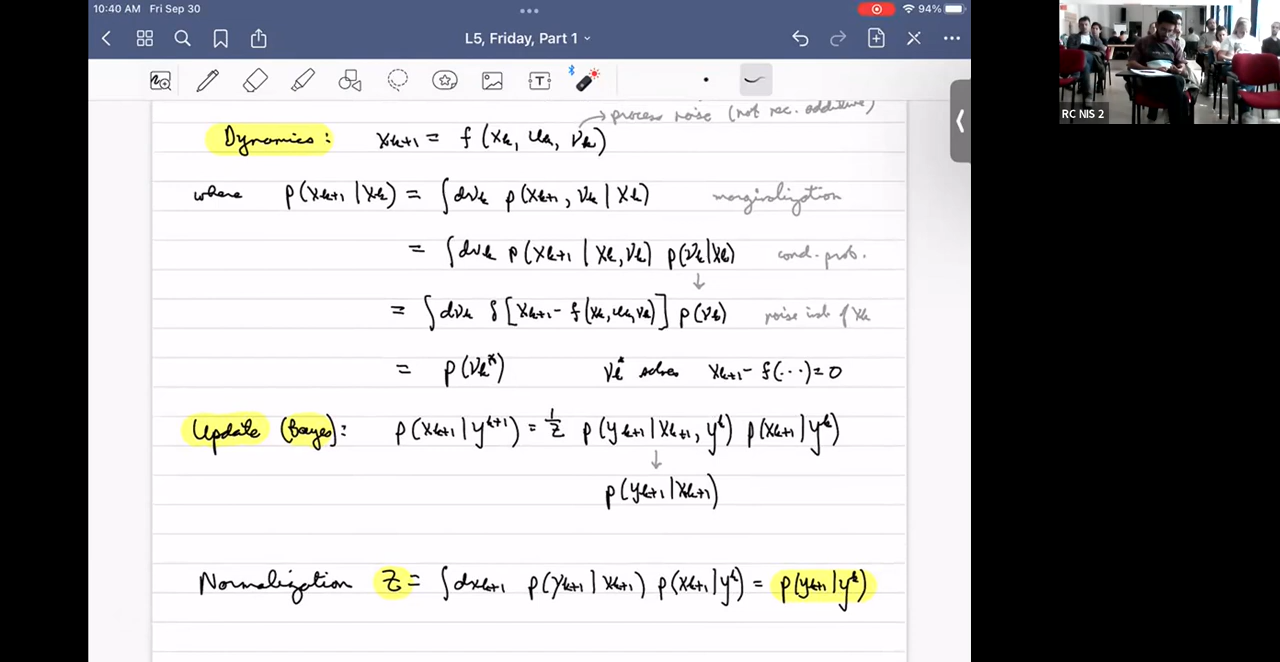 10:40 AM Fri Sep 30
94%
L5, Friday, Part 1
→ process noise (not nec. additive)
Dynamics: xₖ₊₁ = f(xₖ, uₖ, νₖ)
where p(xₖ₊₁|xₖ) = ∫dνₖ p(xₖ₊₁, νₖ|xₖ) marginalization
= ∫dνₖ p(xₖ₊₁|xₖ,νₖ) p(νₖ|xₖ) cond. prob.
↓
= ∫dνₖ δ[xₖ₊₁ - f(xₖ,uₖ,νₖ)] p(νₖ) noise ind. of xₖ
= p(νₖ*) νₖ* solves xₖ₊₁ - f(⋯) = 0
Update (Bayes): p(xₖ₊₁|yᵏ⁺¹) = 1/Z p(yₖ₊₁|xₖ₊₁, yᵏ) p(xₖ₊₁|yᵏ)
↓
p(yₖ₊₁|xₖ₊₁)
Normalization Z = ∫dxₖ₊₁ p(yₖ₊₁|xₖ₊₁) p(xₖ₊₁|yᵏ) = p(yₖ₊₁|yᵏ)
RC NIS 2